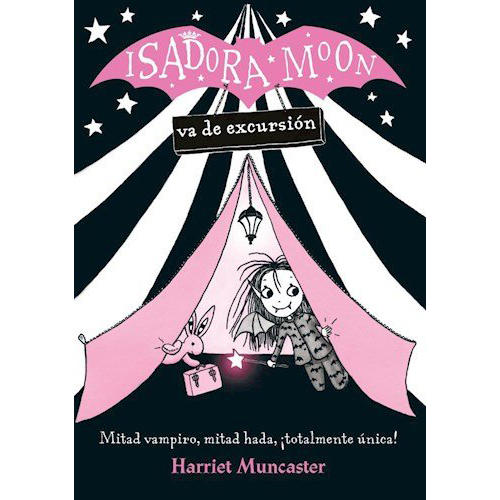 ISADORA MOON
va de excursión
Mitad vampiro, mitad hada, ¡totalmente única!
Harriet Muncaster